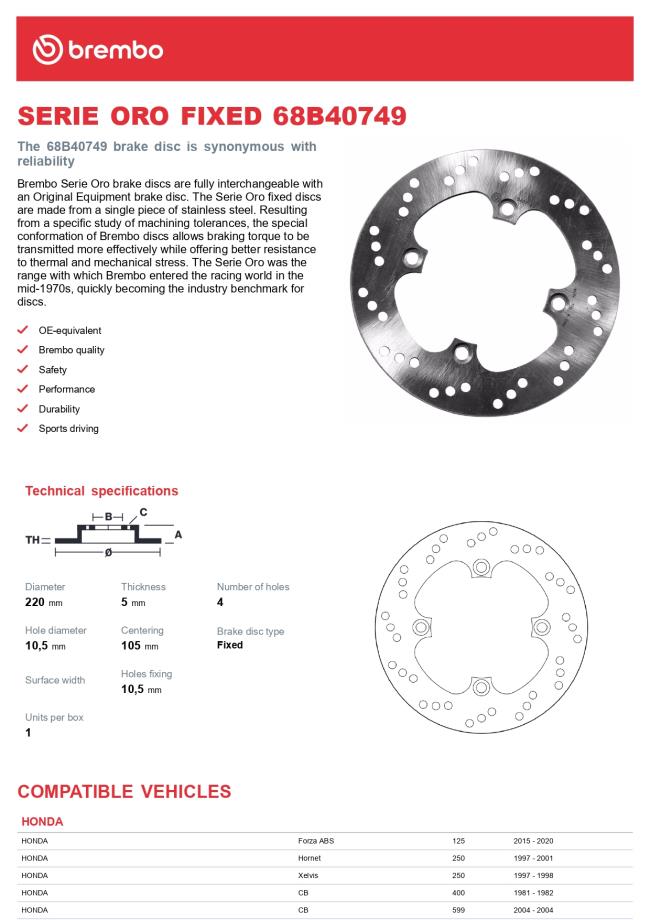 brembo
SERIE ORO FIXED 68B40749
The 68B40749 brake disc is synonymous with
reliability
Brembo Serie Oro brake discs are fully interchangeable with
an Original Equipment brake disc. The Serie Oro fixed discs
are made from a single piece of stainless steel. Resulting
from a specific study of machining tolerances, the special
conformation of Brembo discs allows braking torque to be
transmitted more effectively while offering better resistance
to thermal and mechanical stress. The Serie Oro was the
range with which Brembo entered the racing world in the
mid-1970s, quickly becoming the industry benchmark for
discs.
OE-equivalent
Brembo quality
Safety
Performance
Durability
Sports driving
Technical specifications
B
C
A
TH
Ø
Diameter Thickness Number of holes
220 mm 5 mm 4
Hole diameter Centering Brake disc type
10,5 mm 105 mm Fixed
Surface width Holes fixing
10,5 mm
Units per box
1
COMPATIBLE VEHICLES
HONDA
HONDA Forza ABS 125 2015 - 2020
HONDA Hornet 250 1997 - 2001
HONDA Xelvis 250 1997 - 1998
HONDA CB 400 1981 - 1982
HONDA CB 599 2004 - 2004